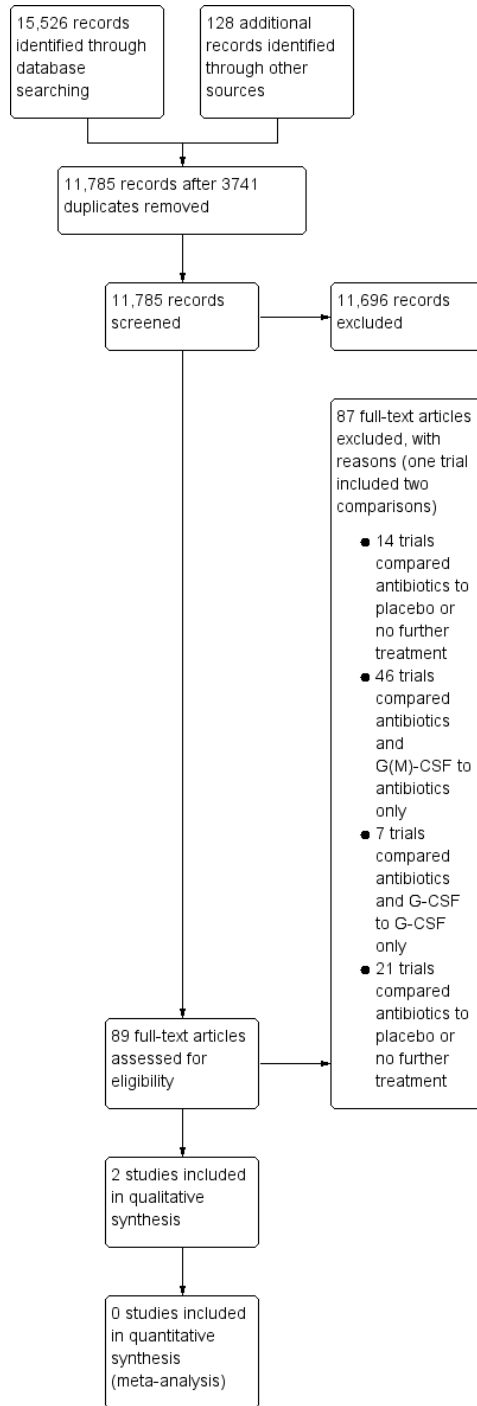 15,526 records
identified through
database
searching
128 additional
records identified
through other
sources
11,785 records after 3741
duplicates removed
11,785 records
screened
11,696 records
excluded
87 full-text articles
excluded, with
reasons (one trial
included two
comparisons)
● 14 trials
compared
antibiotics to
placebo or
no further
treatment
● 46 trials
compared
antibiotics
and
G(M)-CSF to
antibiotics
only
● 7 trials
compared
antibiotics
and G-CSF
to G-CSF
only
● 21 trials
compared
antibiotics to
placebo or
no further
treatment
89 full-text articles
assessed for
eligibility
2 studies included
in qualitative
synthesis
0 studies included
in quantitative
synthesis
(meta-analysis)